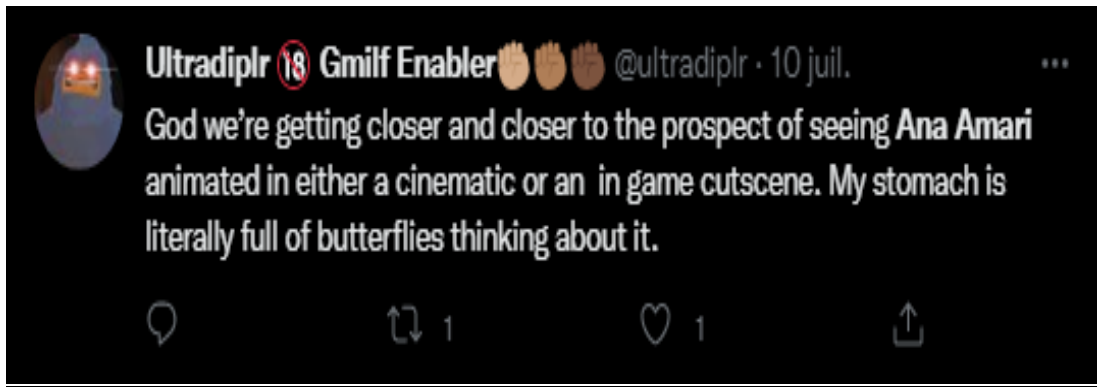 Ultradiplr 🔞 Gmilf Enabler✊🏼✊🏽✊🏾 @ultradiplr · 10 juil.
God we’re getting closer and closer to the prospect of seeing Ana Amari
animated in either a cinematic or an  in game cutscene. My stomach is
literally full of butterflies thinking about it.
1 1